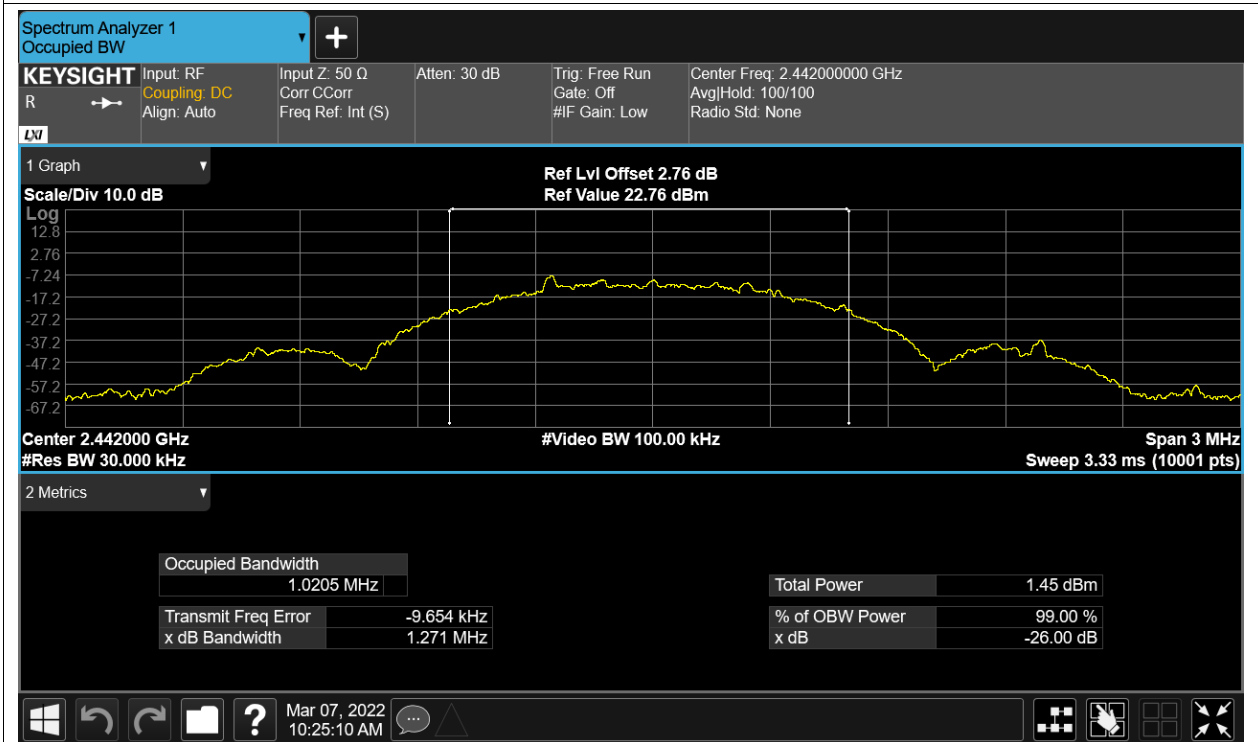 Spectrum Analyzer 1
Occupied BW
+
KEYSIGHT Input: RF Input Z: 50 Ω Atten: 30 dB Trig: Free Run Center Freq: 2.442000000 GHz
R Coupling: DC Corr CCorr Gate: Off Avg|Hold: 100/100
Align: Auto Freq Ref: Int (S) #IF Gain: Low Radio Std: None
LXI
1 Graph
Ref Lvl Offset 2.76 dB
Scale/Div 10.0 dB Ref Value 22.76 dBm
Log
12.8
2.76
-7.24
-17.2
-27.2
-37.2
-47.2
-57.2
-67.2
Center 2.442000 GHz #Video BW 100.00 kHz Span 3 MHz
#Res BW 30.000 kHz Sweep 3.33 ms (10001 pts)
2 Metrics
Occupied Bandwidth
1.0205 MHz Total Power 1.45 dBm
Transmit Freq Error -9.654 kHz % of OBW Power 99.00 %
x dB Bandwidth 1.271 MHz x dB -26.00 dB
? Mar 07, 2022
10:25:10 AM